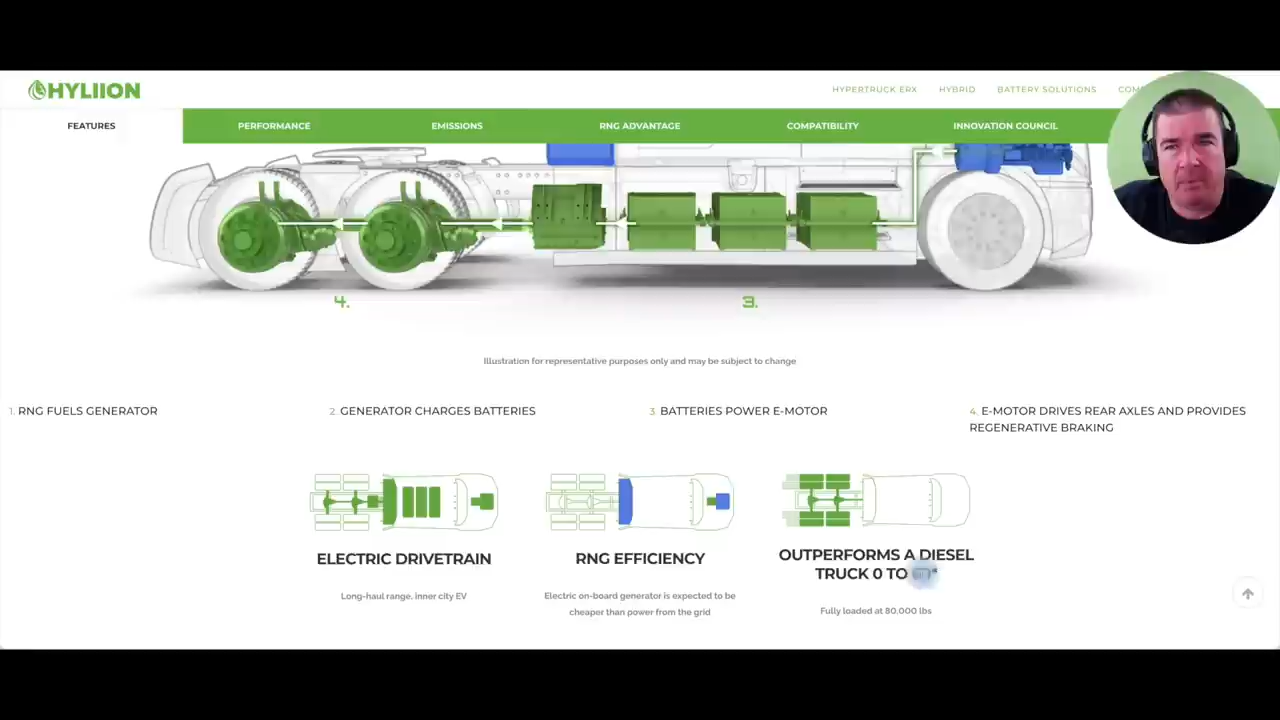 HYLIION
HYPERTRUCK ERX HYBRID BATTERY SOLUTIONS
FEATURES PERFORMANCE EMISSIONS RNG ADVANTAGE COMPATIBILITY INNOVATION COUNCIL
4. 3.
Illustration for representative purposes only and may be subject to change
1. RNG FUELS GENERATOR
2. GENERATOR CHARGES BATTERIES
3. BATTERIES POWER E-MOTOR
4. E-MOTOR DRIVES REAR AXLES AND PROVIDES
REGENERATIVE BRAKING
ELECTRIC DRIVETRAIN
Long-haul range, inner city EV
RNG EFFICIENCY
Electric on-board generator is expected to be
cheaper than power from the grid
OUTPERFORMS A DIESEL
TRUCK 0 TO
Fully loaded at 80,000 lbs